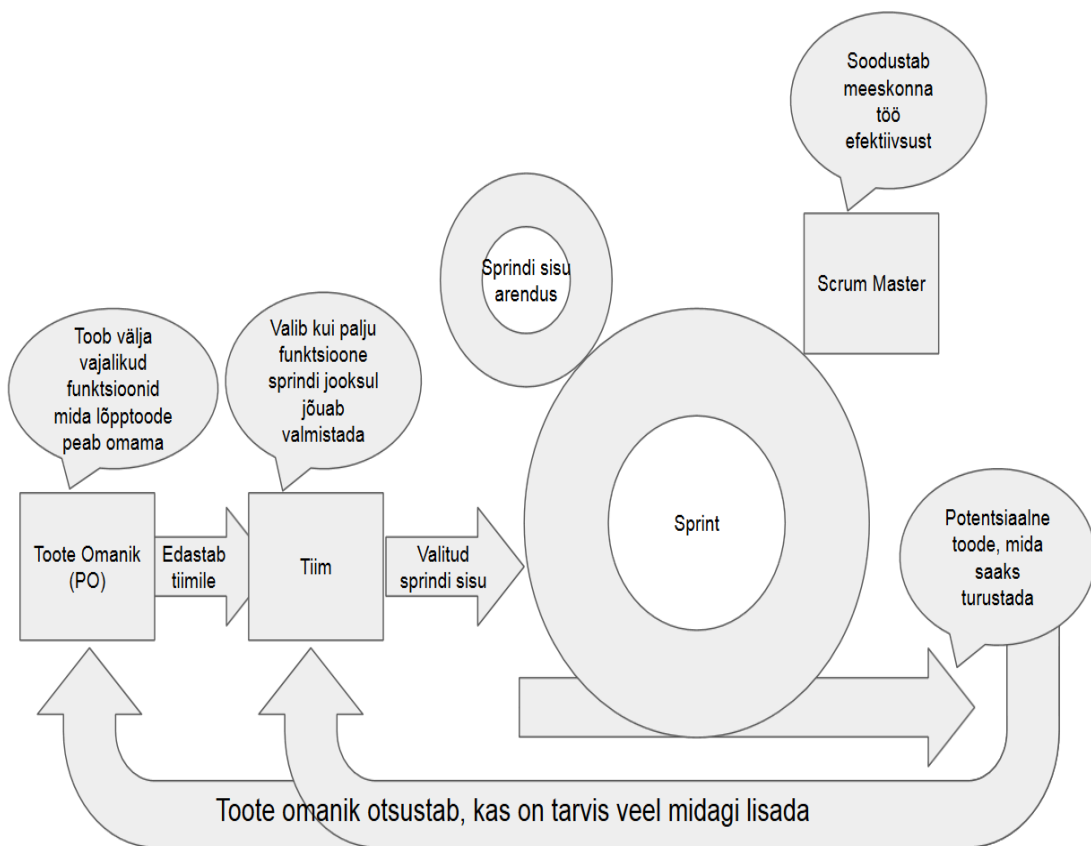 Soodustab
meeskonna
töö
efektiivsust
Scrum Master
Sprindi sisu
arendus
Toob välja
vajalikud
funktsioonid
mida lõpptoode
peab omama
Valib kui palju
funktsioone
sprindi jooksul
jõuab
valmistada
Toote Omanik
(PO)
Edastab
tiimile
Tiim
Valitud
sprindi sisu
Sprint
Potentsiaalne
toode, mida
saaks
turustada
Toote omanik otsustab, kas on tarvis veel midagi lisada